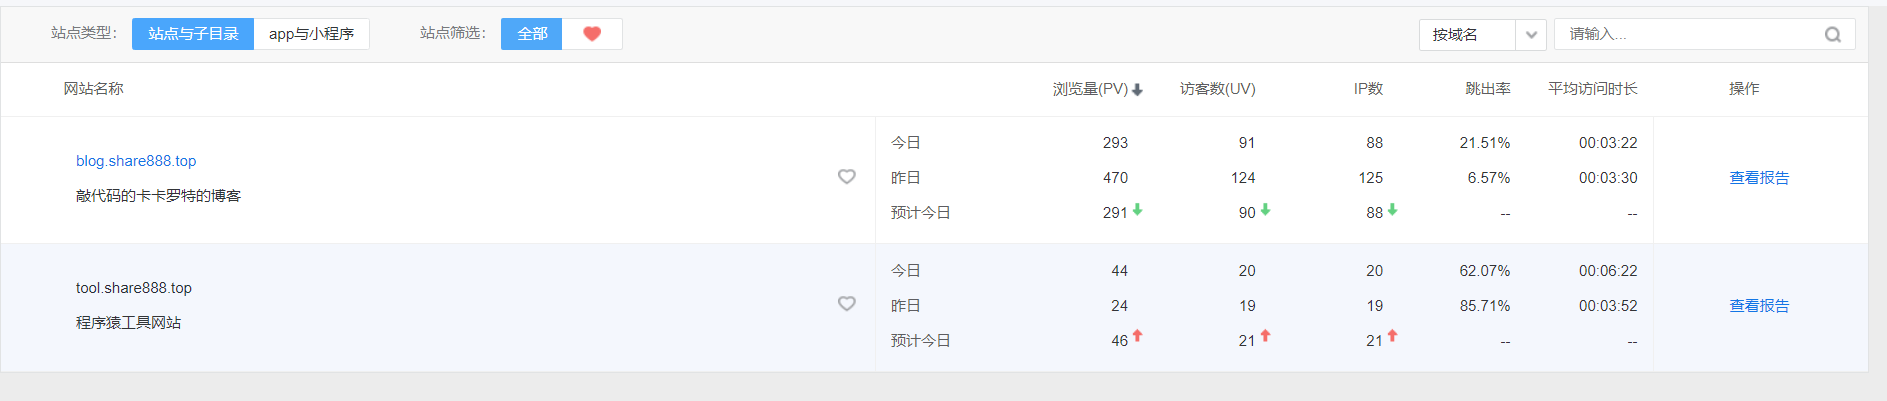 站点类型： 站点与子目录 app与小程序 站点筛选： 全部 按域名 请输入...
网站名称 浏览量(PV) 访客数(UV) IP数 跳出率 平均访问时长 操作
blog.share888.top
敲代码的卡卡罗特的博客
今日 293 91 88 21.51% 00:03:22
昨日 470 124 125 6.57% 00:03:30
预计今日 291 90 88 -- --
查看报告
tool.share888.top
程序猿工具网站
今日 44 20 20 62.07% 00:06:22
昨日 24 19 19 85.71% 00:03:52
预计今日 46 21 21 -- --
查看报告